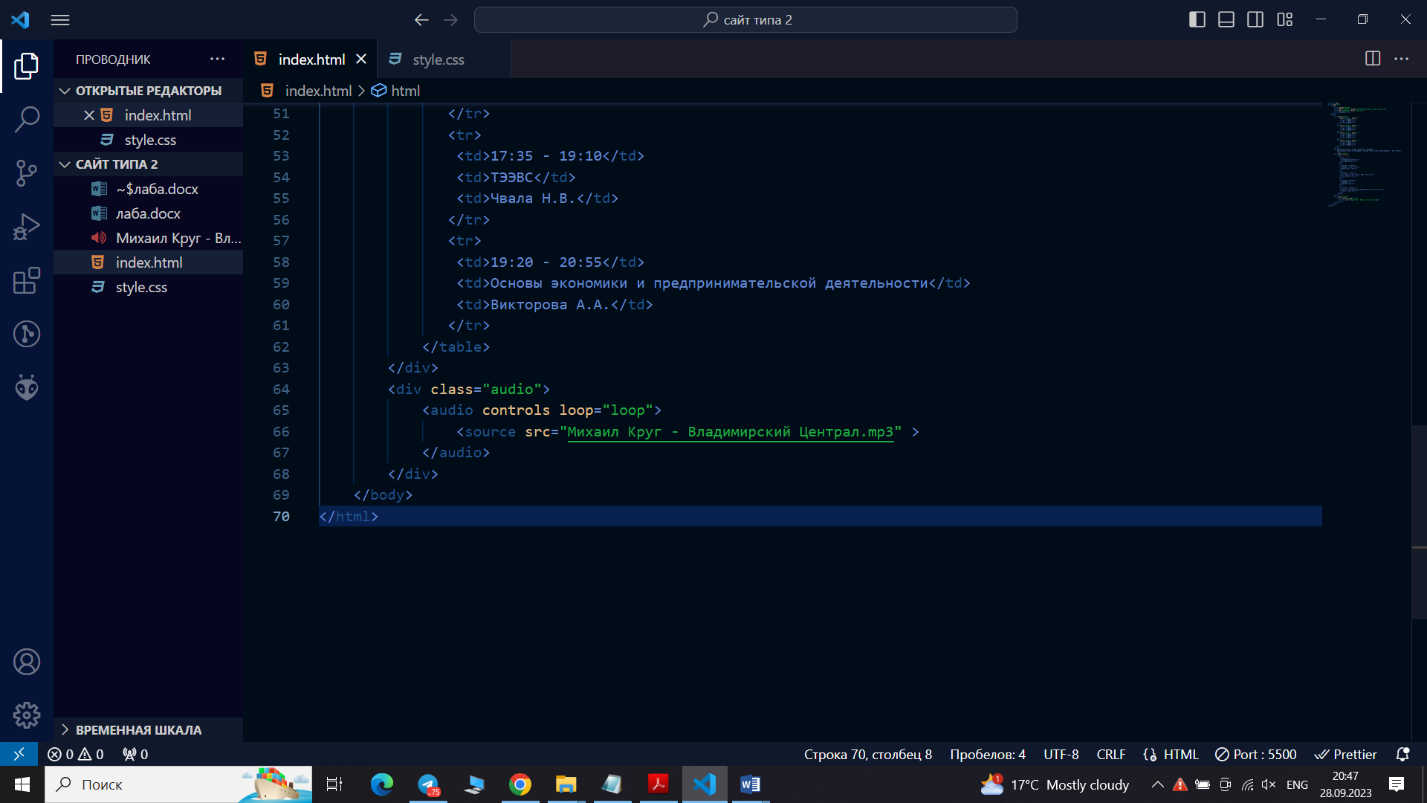 сайт типа 2
ПРОВОДНИК
index.html
style.css
ОТКРЫТЫЕ РЕДАКТОРЫ
index.html
style.css
САЙТ ТИПА 2
~$лаба.docx
лаба.docx
Михаил Круг - Вл...
index.html
style.css
ВРЕМЕННАЯ ШКАЛА
index.html > html
51 </tr>
52 <tr>
53 <td>17:35 - 19:10</td>
54 <td>ТЭЭВС</td>
55 <td>Чвала Н.В.</td>
56 </tr>
57 <tr>
58 <td>19:20 - 20:55</td>
59 <td>Основы экономики и предпринимательской деятельности</td>
60 <td>Викторова А.А.</td>
61 </tr>
62 </table>
63 </div>
64 <div class="audio">
65 <audio controls loop="loop">
66 <source src="Михаил Круг - Владимирский Централ.mp3" >
67 </audio>
68 </div>
69 </body>
70 </html>
0 0 0 Строка 70, столбец 8 Пробелов: 4 UTF-8 CRLF HTML Port : 5500 Prettier
Поиск 17°C Mostly cloudy ENG 20:47
28.09.2023